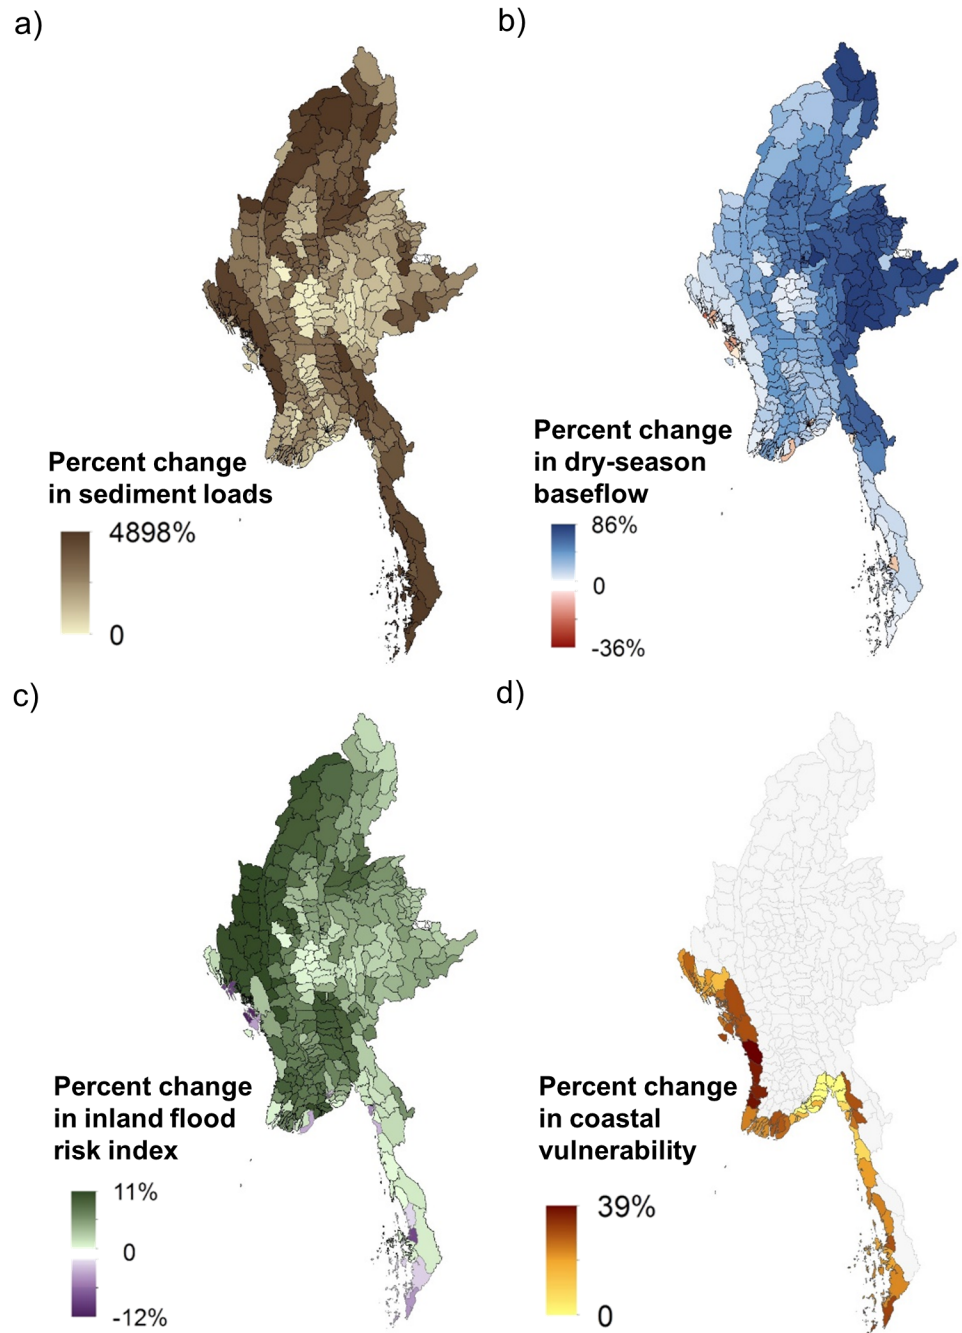 a)
b)
Percent change
in sediment loads
4898%
0
Percent change
in dry-season
baseflow
86%
0
-36%
c)
d)
Percent change
in inland flood
risk index
11%
0
-12%
Percent change
in coastal
vulnerability
39%
0